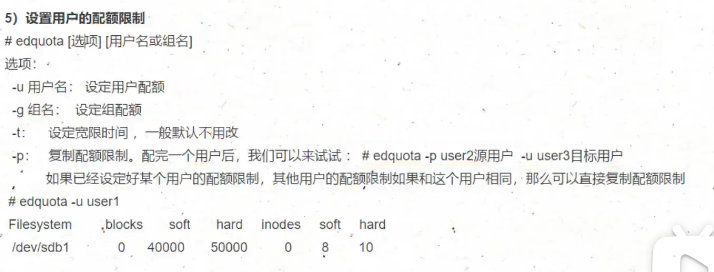 5）设置用户的配额限制
# edquota [选项] [用户名或组名]
选项：
-u 用户名： 设定用户配额
-g 组名： 设定组配额
-t： 设定宽限时间 ，一般默认不用改
-p： 复制配额限制。配完一个用户后，我们可以来试试 ： # edquota -p user2源用户 -u user3目标用户
如果已经设定好某个用户的配额限制，其他用户的配额限制如果和这个用户相同，那么可以直接复制配额限制
# edquota -u user1
Filesystem blocks soft hard inodes soft hard
/dev/sdb1 0 40000 50000 0 8 10